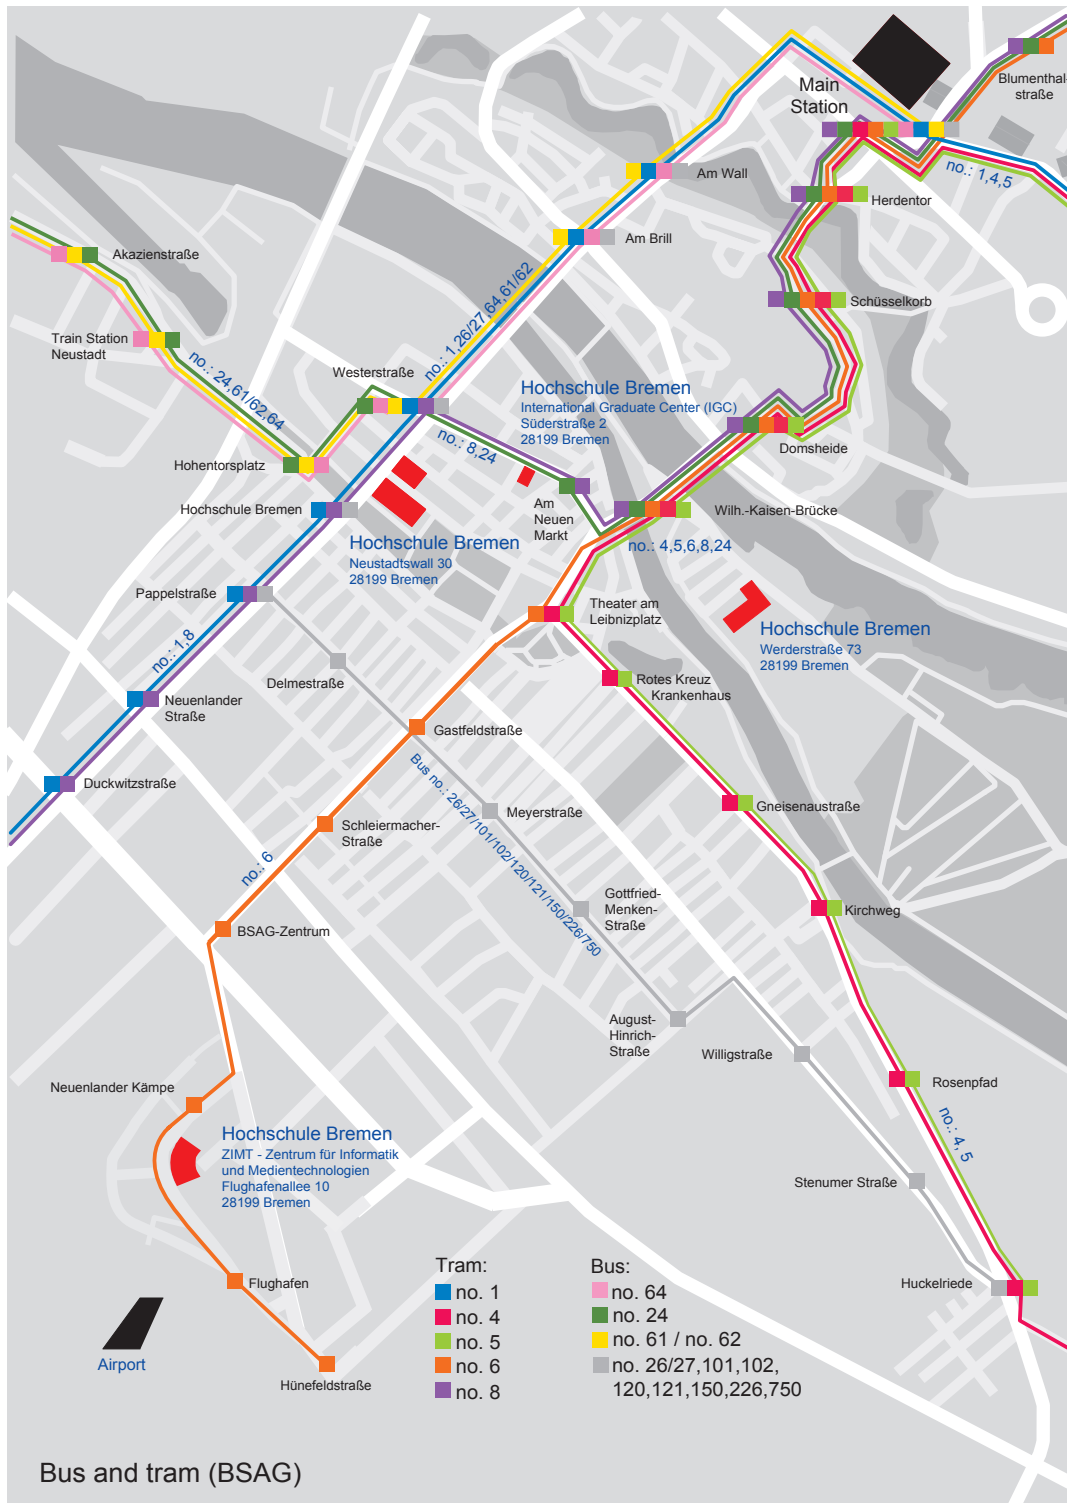 Main
Station
Blumenthal-
straße
no.: 1,4,5
Am Wall
Herdentor
Am Brill
Akazienstraße
no.: 1,26/27,64,61/62
Schüsselkorb
Train Station
Neustadt
no.: 24,61/62,64
Westerstraße
Hochschule Bremen
International Graduate Center (IGC)
Süderstraße 2
28199 Bremen
no.: 8,24
Domsheide
Hohentorsplatz
Hochschule Bremen
Am
Neuen
Markt
Wilh.-Kaisen-Brücke
no.: 4,5,6,8,24
Hochschule Bremen
Neustadtswall 30
28199 Bremen
Pappelstraße
Theater am
Leibnizplatz
Hochschule Bremen
Werderstraße 73
28199 Bremen
no.: 1,8
Delmestraße
Rotes Kreuz
Krankenhaus
Neuenlander
Straße
Gastfeldstraße
Bus no.: 26/27/101/102/120/121/150/226/750
Duckwitzstraße
Meyerstraße
Gneisenaustraße
Schleiermacher-
Straße
no.: 6
Gottfried-
Menken-
Straße
Kirchweg
BSAG-Zentrum
August-
Hinrich-
Straße
Willigstraße
Neuenlander Kämpe
Rosenpfad
no.: 4, 5
Hochschule Bremen
ZIMT - Zentrum für Informatik
und Medientechnologien
Flughafenallee 10
28199 Bremen
Stenumer Straße
Flughafen
Huckelriede
Airport
Hünefeldstraße
Tram:
no. 1
no. 4
no. 5
no. 6
no. 8
Bus:
no. 64
no. 24
no. 61 / no. 62
no. 26/27,101,102,
120,121,150,226,750
Bus and tram (BSAG)